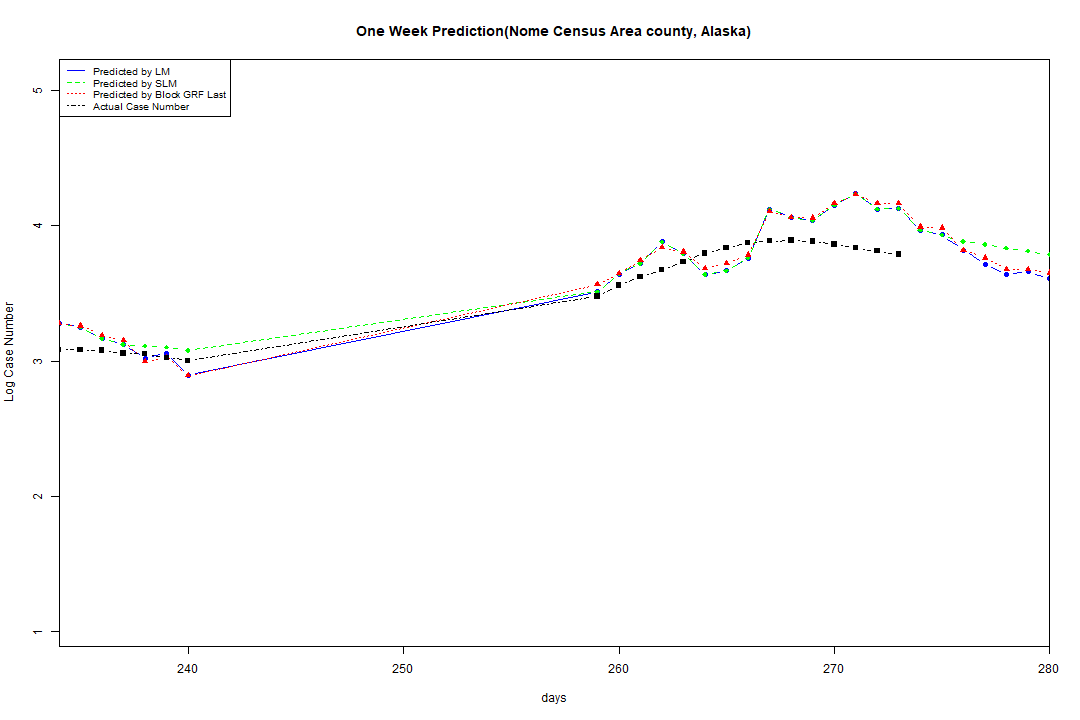 One Week Prediction(Nome Census Area county, Alaska)
Predicted by LM
Predicted by SLM
Predicted by Block GRF Last
Actual Case Number
5
4
3
2
1
Log Case Number
240
250
260
270
280
days